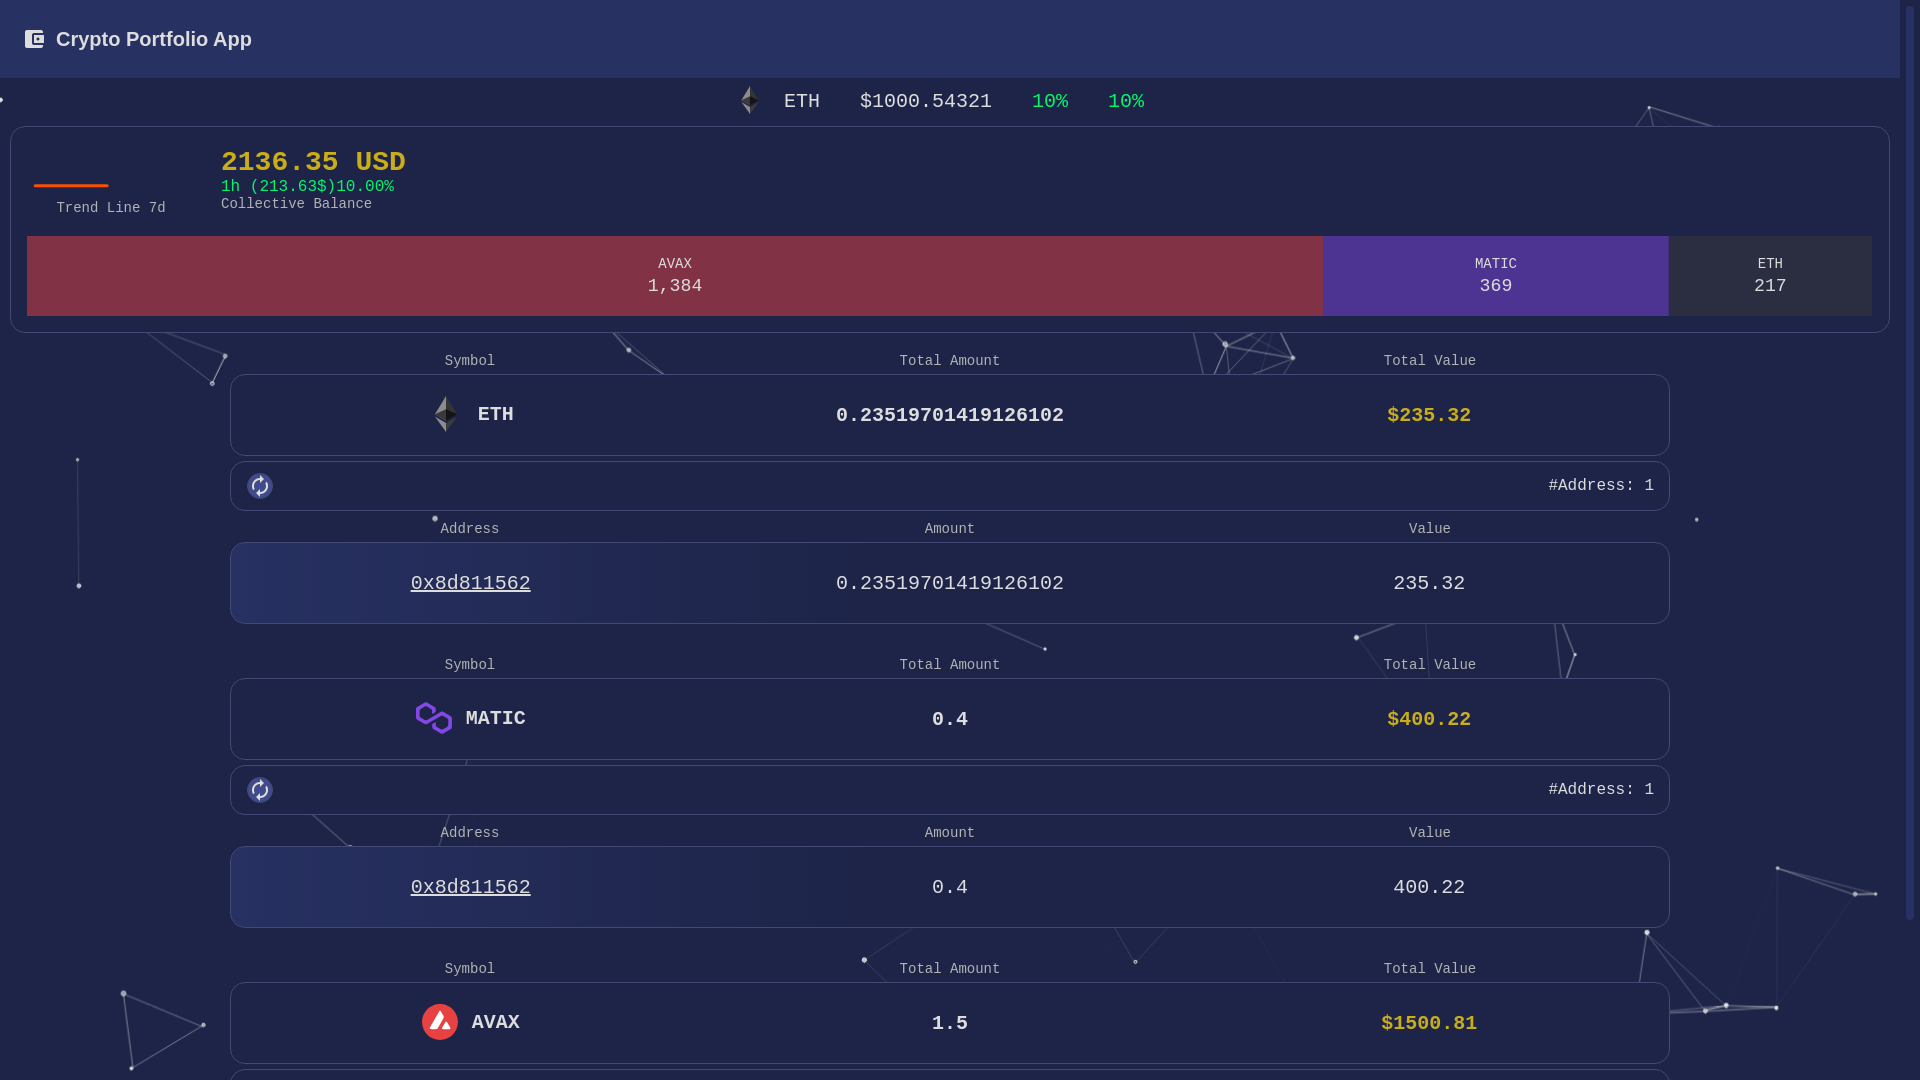 Crypto Portfolio App
ETH $1000.54321 10% 10%
2136.35 USD
1h (213.63$)10.00%
Collective Balance
Trend Line 7d
AVAX
1,384
MATIC
369
ETH
217
Symbol Total Amount Total Value
ETH 0.23519701419126102 $235.32
#Address: 1
Address Amount Value
0x8d811562 0.23519701419126102 235.32
Symbol Total Amount Total Value
MATIC 0.4 $400.22
#Address: 1
Address Amount Value
0x8d811562 0.4 400.22
Symbol Total Amount Total Value
AVAX 1.5 $1500.81